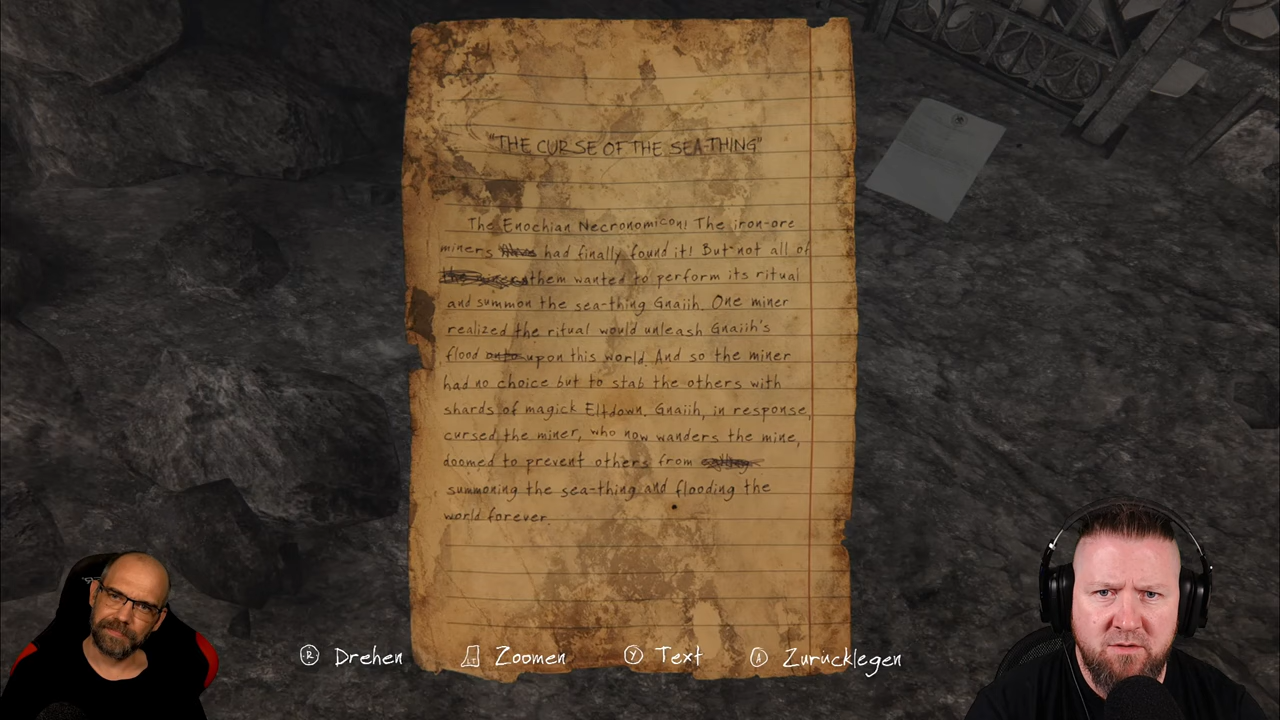 "THE CURSE OF THE SEA-THING"
The Enochian Necronomicon! The iron-ore
miners had finally found it! But not all of
them wanted to perform its ritual
and summon the sea-thing Gnaiih. One miner
realized the ritual would unleash Gnaiih's
flood onto upon this world. And so the miner
had no choice but to stab the others with
shards of magick Eltdown. Gnaiih, in response,
cursed the miner, who now wanders the mine,
doomed to prevent others from
summoning the sea-thing and flooding the
world forever.
R Drehen Zoomen Y Text A Zurücklegen